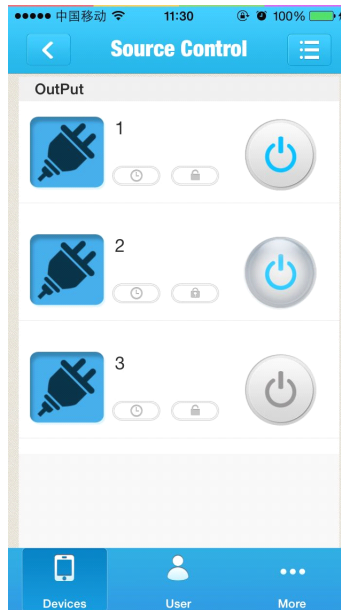 中国移动 11:30 100%
Source Control
OutPut
1
2
3
Devices User More